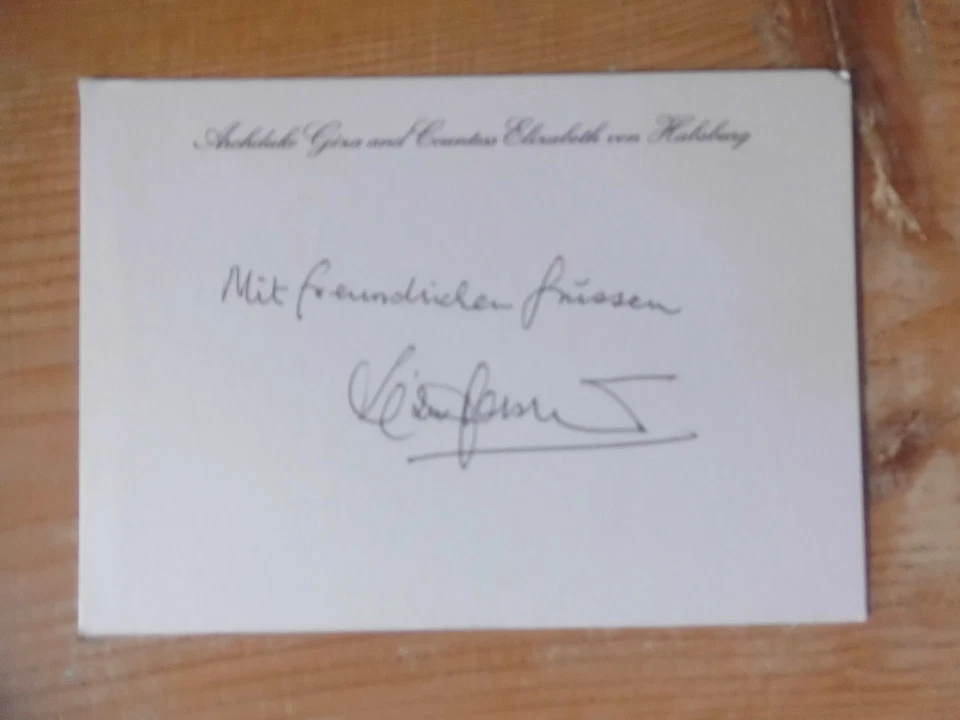 Archduke Géza and Countess Elizabeth von Habsburg
Mit freundlichen Grüssen